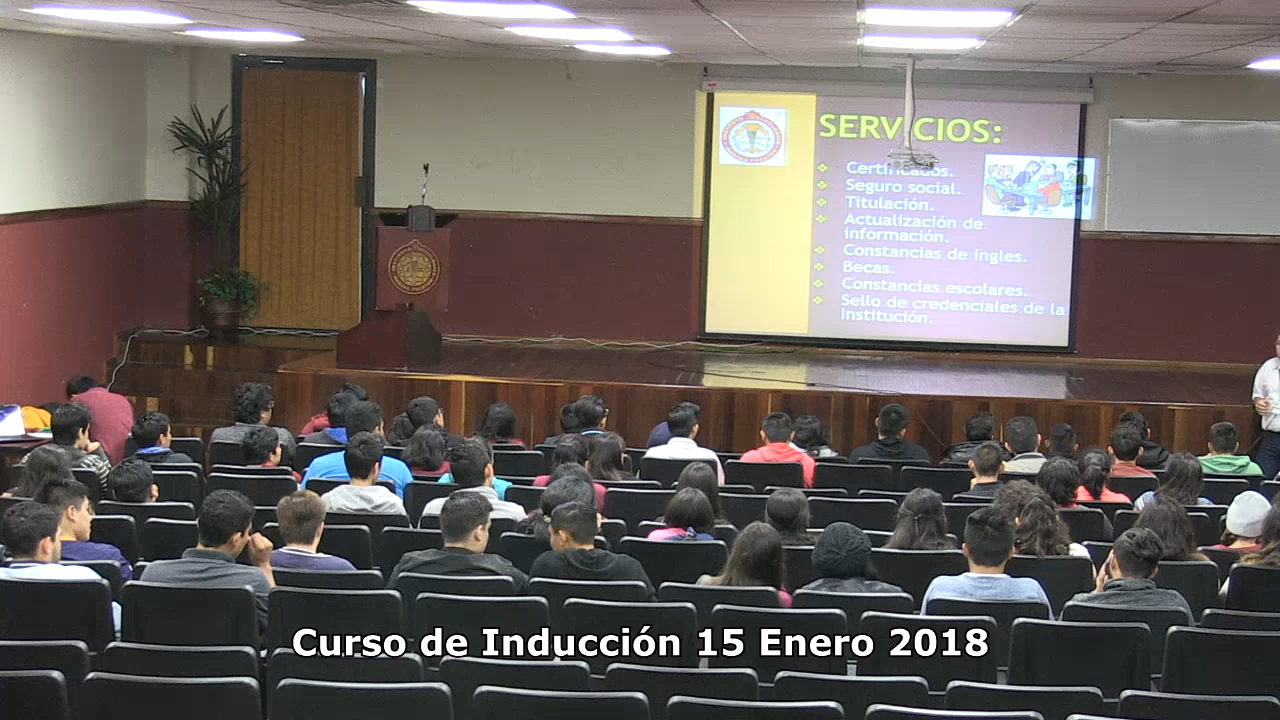 SERVICIOS:
Certificados.
Seguro social.
Titulación.
Actualización de
información.
Constancias de ingles.
Becas.
Constancias escolares.
Sello de credenciales de la
Institución.
Curso de Inducción 15 Enero 2018